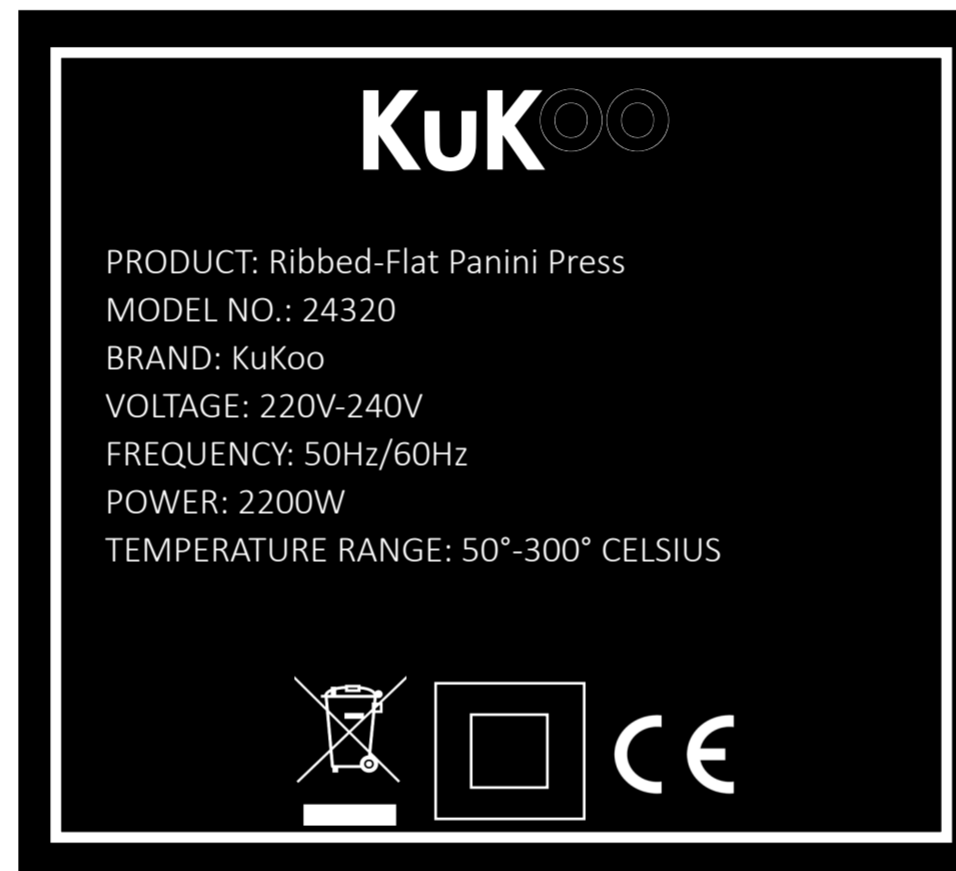 KuKoo
PRODUCT: Ribbed-Flat Panini Press
MODEL NO.: 24320
BRAND: KuKoo
VOLTAGE: 220V-240V
FREQUENCY: 50Hz/60Hz
POWER: 2200W
TEMPERATURE RANGE: 50°-300° CELSIUS
CE